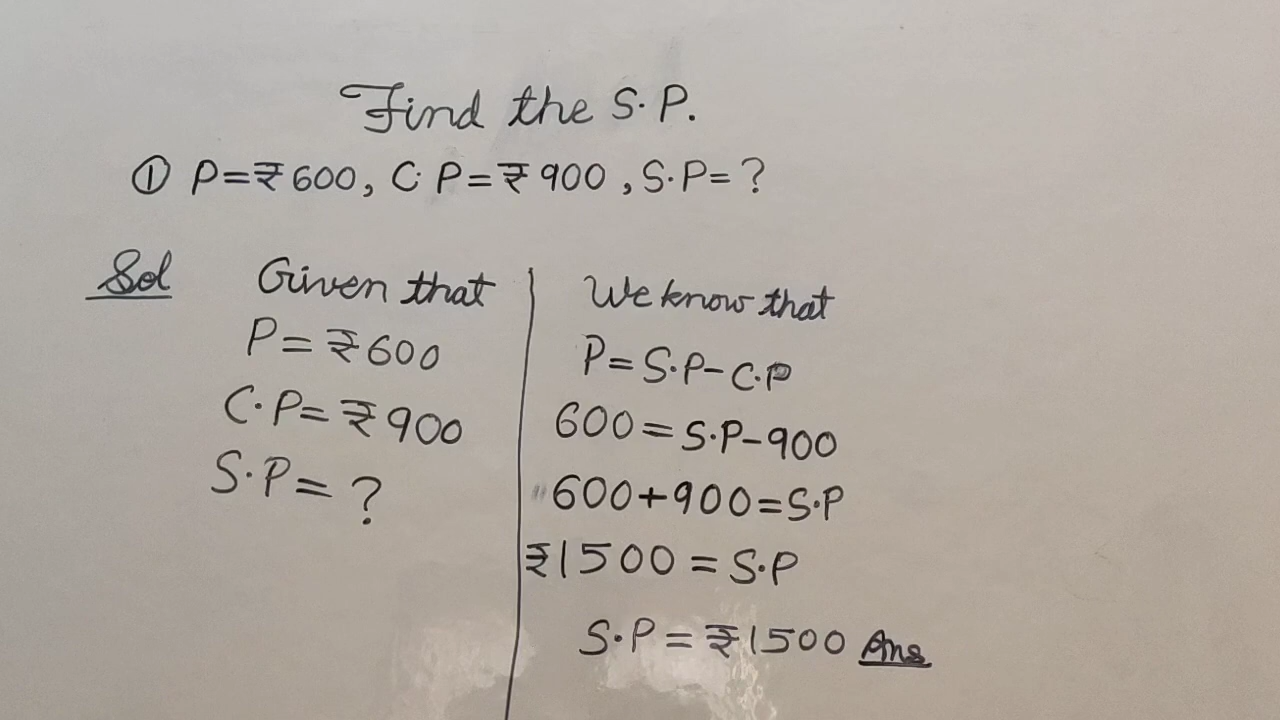 Find the S.P.
① P=₹600, C.P=₹900, S.P=?
Sol Given that
P=₹600
C.P=₹900
S.P=?
We know that
P=S.P-C.P
600=S.P-900
600+900=S.P
₹1500=S.P
S.P=₹1500 Ans